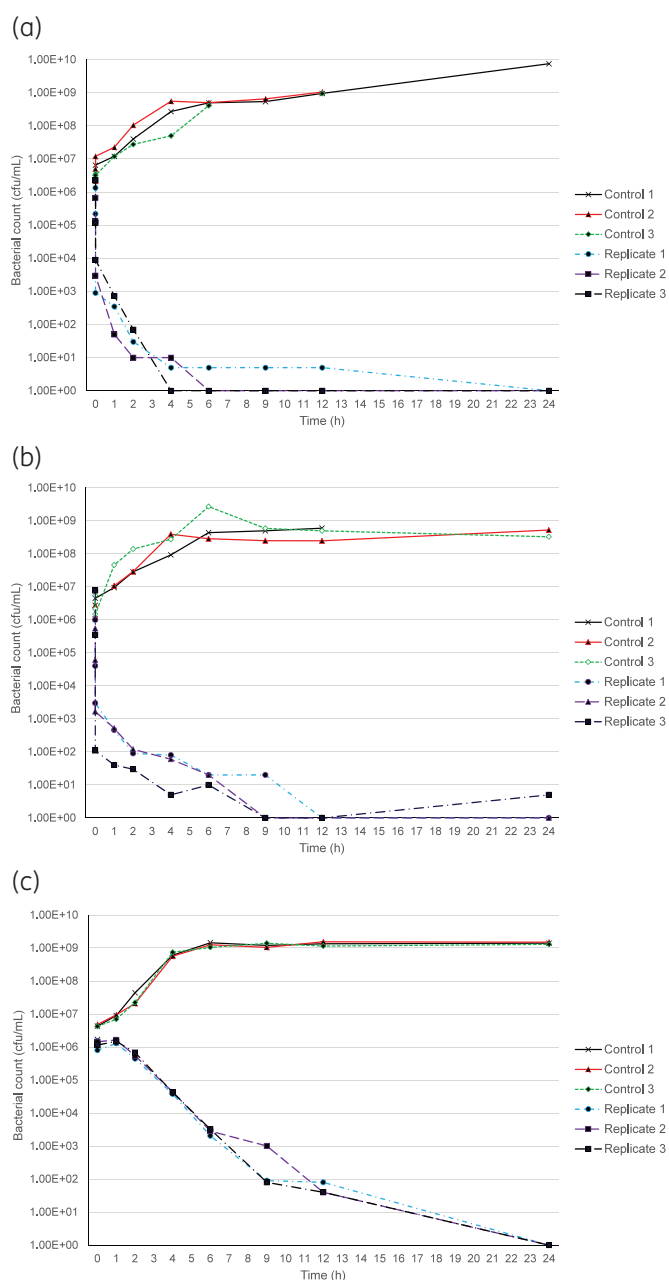 (a)
1.00E+10
1.00E+09
1.00E+08
1.00E+07
1.00E+06
1.00E+05
1.00E+04
1.00E+03
1.00E+02
1.00E+01
1.00E+00
Bacterial count (cfu/mL)
0 1 2 3 4 5 6 7 8 9 10 11 12 13 14 15 16 17 18 19 20 21 22 23 24
Time (h)
Control 1
Control 2
Control 3
Replicate 1
Replicate 2
Replicate 3
(b)
1.00E+10
1.00E+09
1.00E+08
1.00E+07
1.00E+06
1.00E+05
1.00E+04
1.00E+03
1.00E+02
1.00E+01
1.00E+00
Bacterial count (cfu/mL)
0 1 2 3 4 5 6 7 8 9 10 11 12 13 14 15 16 17 18 19 20 21 22 23 24
Time (h)
Control 1
Control 2
Control 3
Replicate 1
Replicate 2
Replicate 3
(c)
1.00E+10
1.00E+09
1.00E+08
1.00E+07
1.00E+06
1.00E+05
1.00E+04
1.00E+03
1.00E+02
1.00E+01
1.00E+00
Bacterial count (cfu/mL)
0 1 2 3 4 5 6 7 8 9 10 11 12 13 14 15 16 17 18 19 20 21 22 23 24
Time (h)
Control 1
Control 2
Control 3
Replicate 1
Replicate 2
Replicate 3